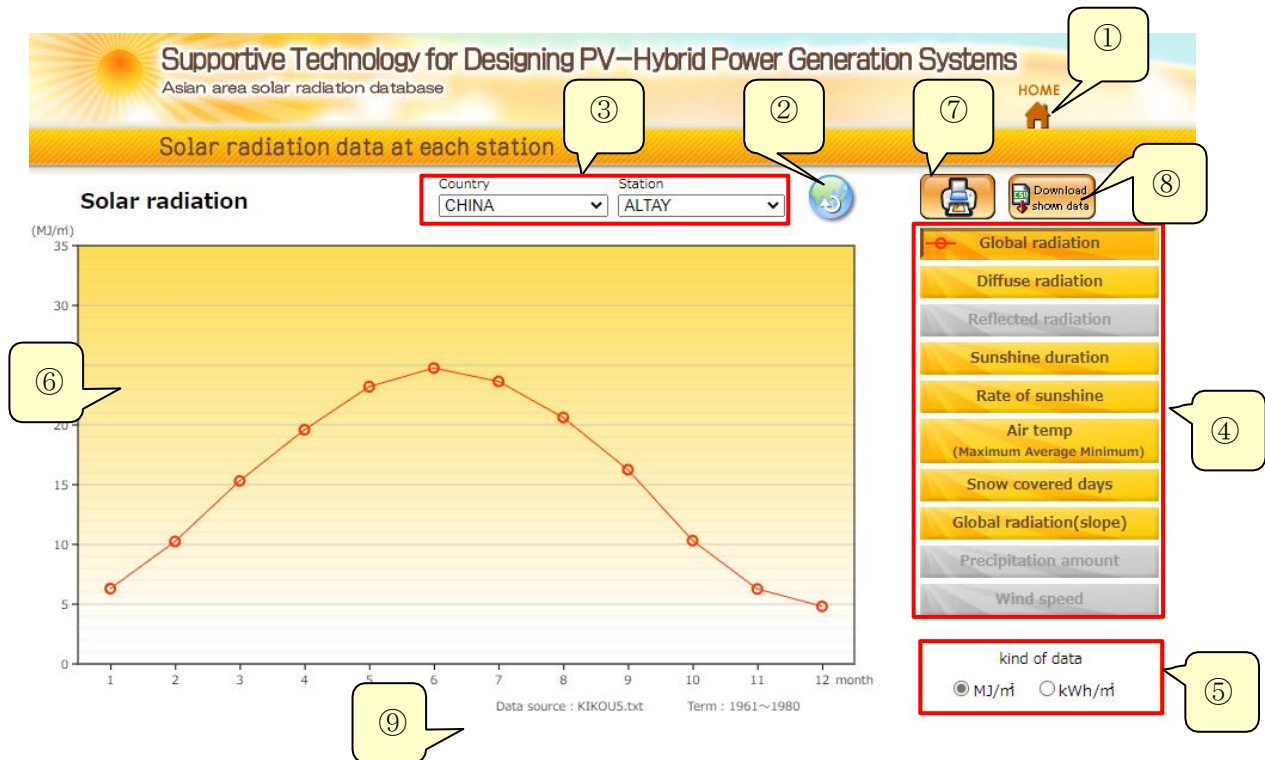 ①
Supportive Technology for Designing PV-Hybrid Power Generation Systems
Asian area solar radiation database
HOME
③
②
⑦
Solar radiation data at each station
⑧
Solar radiation
Country
CHINA
Station
ALTAY
Download
shown data
(MJ/㎡)
35
30
20
15
10
5
0
1 2 3 4 5 6 7 8 9 10 11 12 month
⑥
Global radiation
Diffuse radiation
Reflected radiation
Sunshine duration
Rate of sunshine
Air temp
(Maximum Average Minimum)
Snow covered days
Global radiation(slope)
Precipitation amount
Wind speed
④
kind of data
MJ/㎡ kWh/㎡
⑤
Data source : KIKOU5.txt Term : 1961～1980
⑨